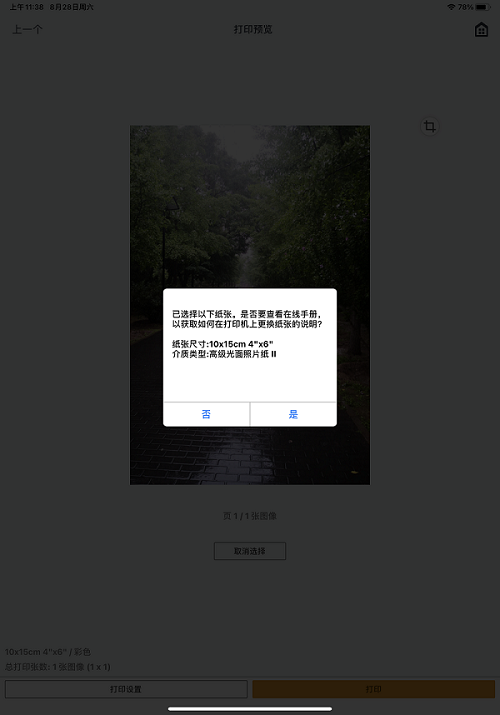 上午11:38 8月28日周六
78%
上一个
打印预览
已选择以下纸张。是否要查看在线手册,
以获取如何在打印机上更换纸张的说明?
纸张尺寸:10x15cm 4"x6"
介质类型:高级光面照片纸 II
否
是
页 1 / 1 张图像
取消选择
10x15cm 4"x6" / 彩色
总打印张数: 1 张图像 (1 x 1)
打印设置
打印